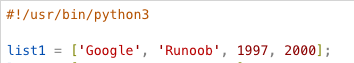 #!/usr/bin/python3
list1 = ['Google', 'Runoob', 1997, 2000];